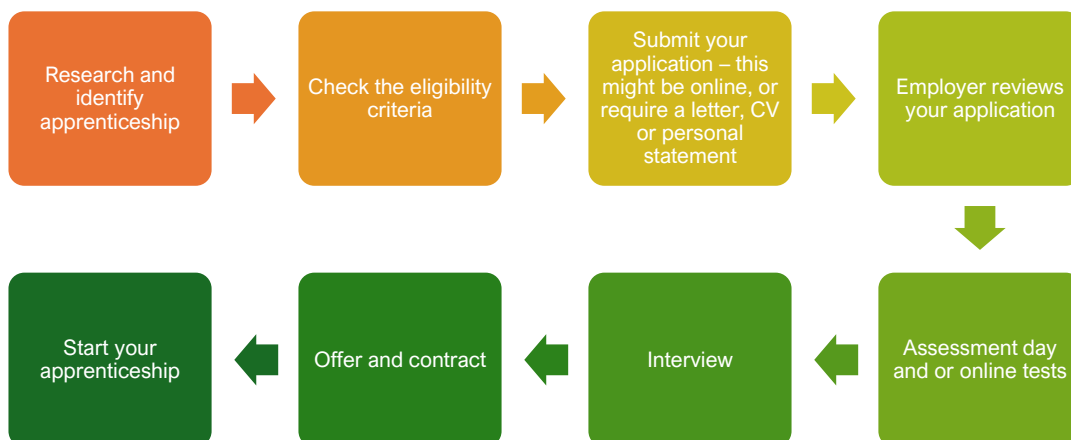 Research and
identify
apprenticeship
Check the eligibility
criteria
Submit your
application – this
might be online, or
require a letter, CV
or personal
statement
Employer reviews
your application
Assessment day
and or online tests
Interview
Offer and contract
Start your
apprenticeship